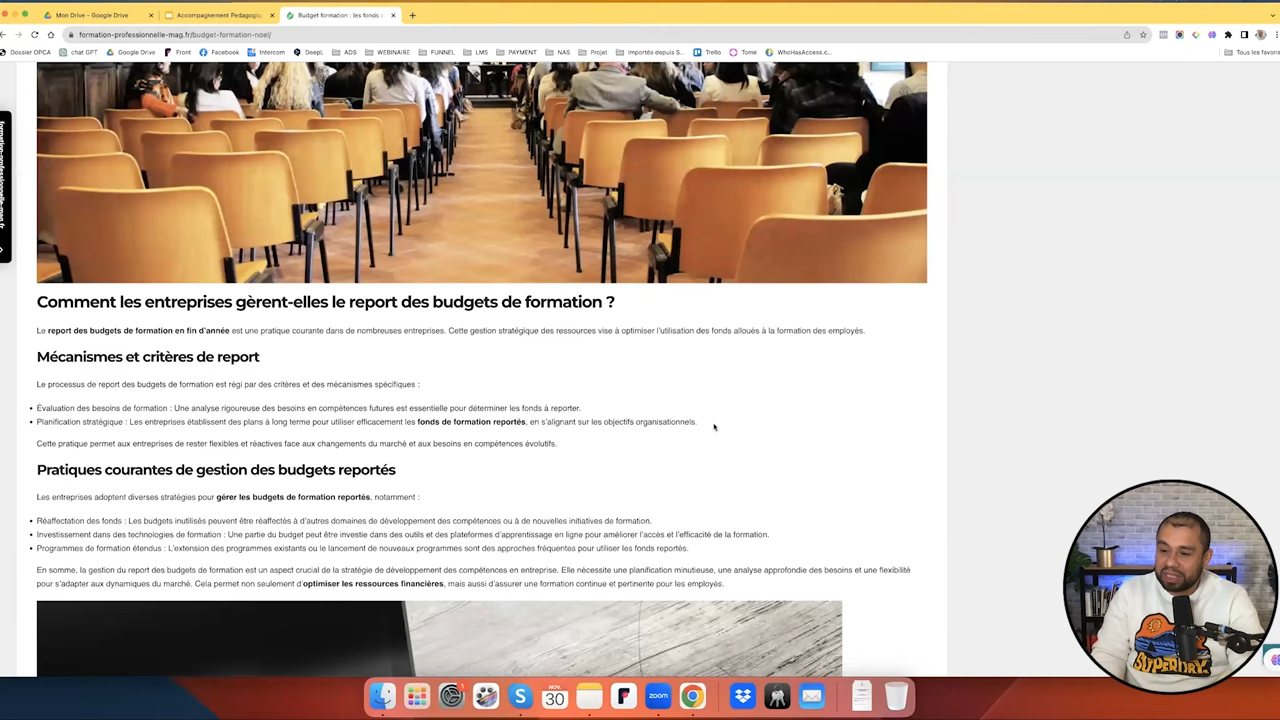 Mon Drive - Google Drive
Accompagnement Pedagogiqu
Budget formation : les fonds
formation-professionnelle-mag.fr/budget-formation-noel/
Dossier OPCA
chat GPT
Google Drive
Front
Facebook
Intercom
DeepL
ADS
WEBINAIRE
FUNNEL
LMS
PAYMENT
NAS
Projet
Importés depuis S...
Trello
Tome
WhoHasAccess.c...
Tous les favoris
Comment les entreprises gèrent-elles le report des budgets de formation ?
Le report des budgets de formation en fin d'année est une pratique courante dans de nombreuses entreprises. Cette gestion stratégique des ressources vise à optimiser l'utilisation des fonds alloués à la formation des employés.
Mécanismes et critères de report
Le processus de report des budgets de formation est régi par des critères et des mécanismes spécifiques :
• Évaluation des besoins de formation : Une analyse rigoureuse des besoins en compétences futures est essentielle pour déterminer les fonds à reporter.
• Planification stratégique : Les entreprises établissent des plans à long terme pour utiliser efficacement les fonds de formation reportés, en s'alignant sur les objectifs organisationnels.
Cette pratique permet aux entreprises de rester flexibles et réactives face aux changements du marché et aux besoins en compétences évolutifs.
Pratiques courantes de gestion des budgets reportés
Les entreprises adoptent diverses stratégies pour gérer les budgets de formation reportés, notamment :
• Réaffectation des fonds : Les budgets inutilisés peuvent être réaffectés à d'autres domaines de développement des compétences ou à de nouvelles initiatives de formation.
• Investissement dans des technologies de formation : Une partie du budget peut être investie dans des outils et des plateformes d'apprentissage en ligne pour améliorer l'accès et l'efficacité de la formation.
• Programmes de formation étendus : L'extension des programmes existants ou le lancement de nouveaux programmes sont des approches fréquentes pour utiliser les fonds reportés.
En somme, la gestion du report des budgets de formation est un aspect crucial de la stratégie de développement des compétences en entreprise. Elle nécessite une planification minutieuse, une analyse approfondie des besoins et une flexibilité
pour s'adapter aux dynamiques du marché. Cela permet non seulement d'optimiser les ressources financières, mais aussi d'assurer une formation continue et pertinente pour les employés.
SUPERDRY
NOV.
30
zoom